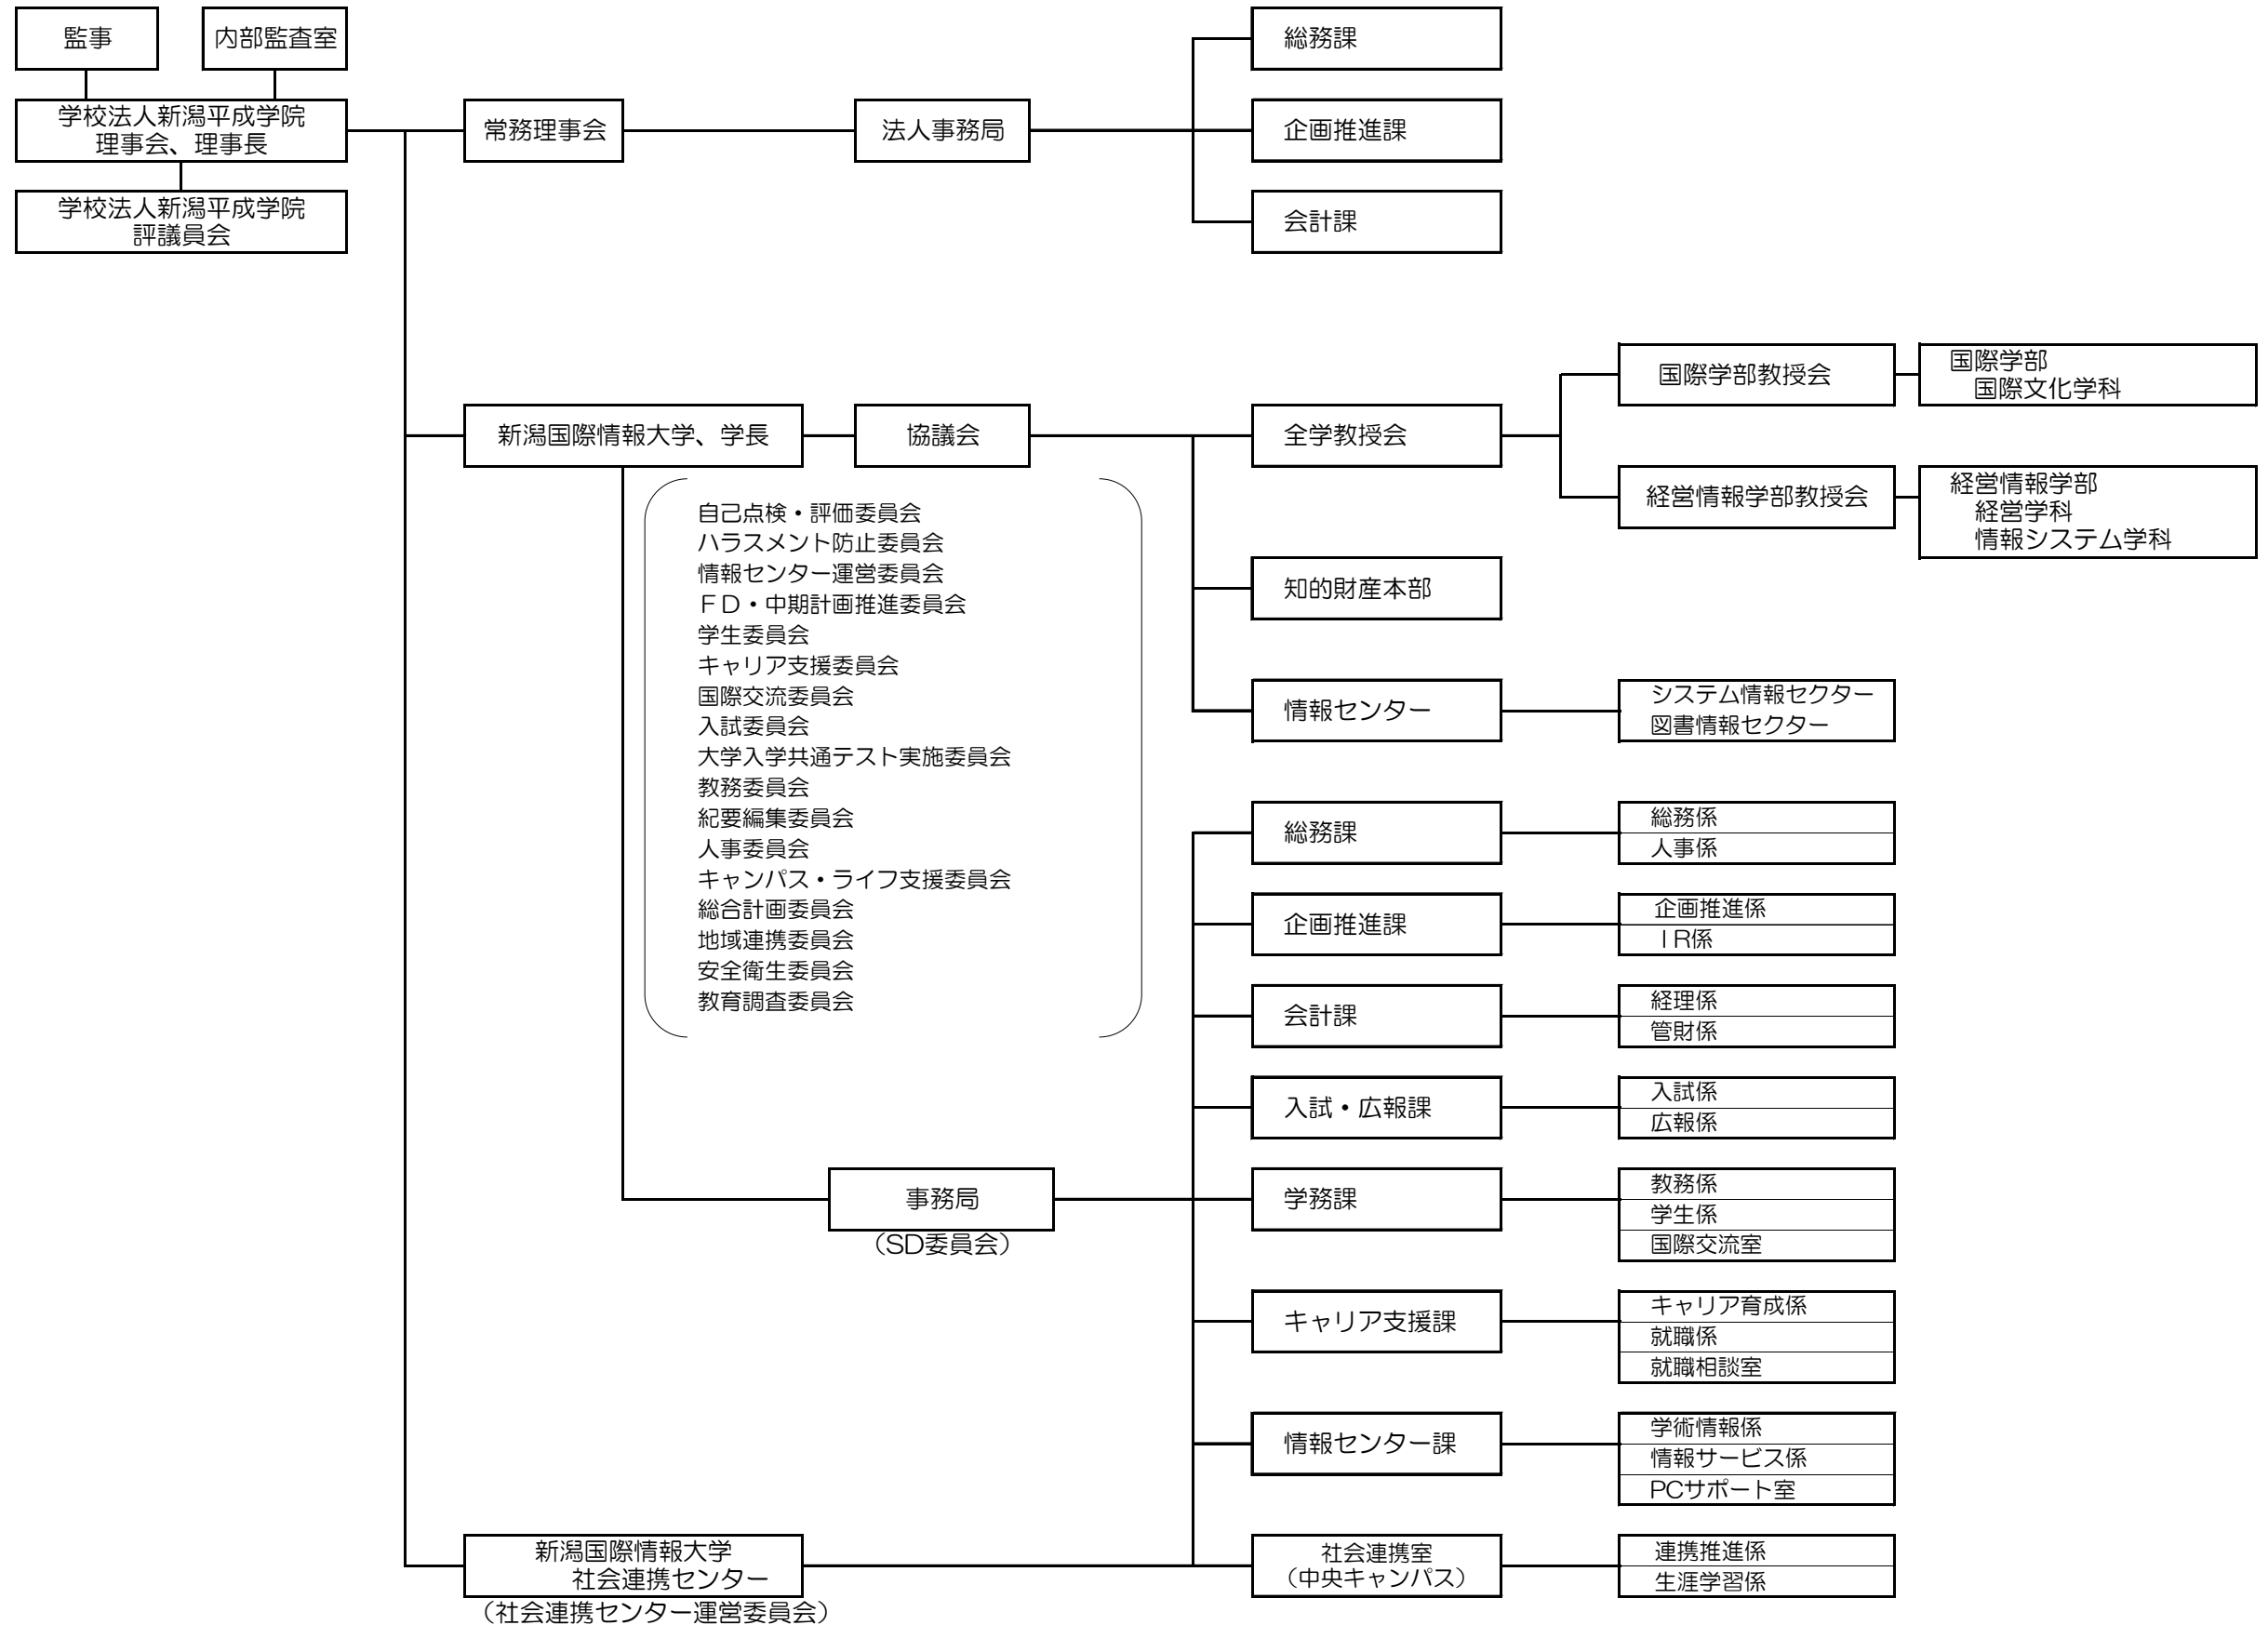 監事
内部監査室
学校法人新潟平成学院
理事会、理事長
学校法人新潟平成学院
評議員会
常務理事会
法人事務局
総務課
企画推進課
会計課
新潟国際情報大学、学長
協議会
全学教授会
国際学部教授会
国際学部
国際文化学科
経営情報学部教授会
経営情報学部
経営学科
情報システム学科
知的財産本部
情報センター
システム情報セクター
図書情報セクター
自己点検・評価委員会
ハラスメント防止委員会
情報センター運営委員会
ＦＤ・中期計画推進委員会
学生委員会
キャリア支援委員会
国際交流委員会
入試委員会
大学入学共通テスト実施委員会
教務委員会
紀要編集委員会
人事委員会
キャンパス・ライフ支援委員会
総合計画委員会
地域連携委員会
安全衛生委員会
教育調査委員会
事務局
（SD委員会）
総務課
総務係
人事係
企画推進課
企画推進係
ＩR係
会計課
経理係
管財係
入試・広報課
入試係
広報係
学務課
教務係
学生係
国際交流室
キャリア支援課
キャリア育成係
就職係
就職相談室
情報センター課
学術情報係
情報サービス係
PCサポート室
新潟国際情報大学
社会連携センター
（社会連携センター運営委員会）
社会連携室
（中央キャンパス）
連携推進係
生涯学習係